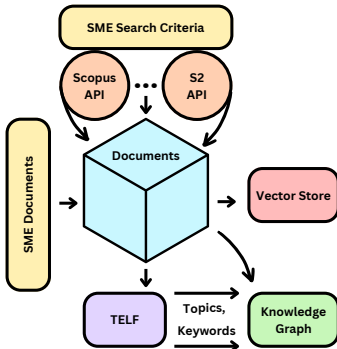 SME Search Criteria
Scopus
API
S2
API
SME Documents
Documents
Vector Store
TELF
Topics,
Keywords
Knowledge
Graph